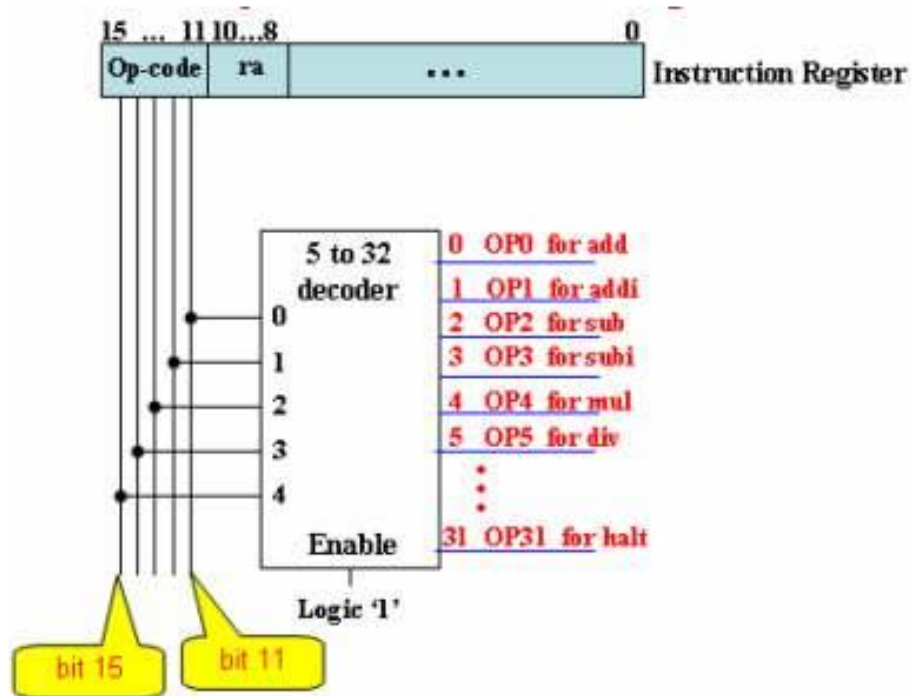 15 ... 11 10...8 0
Op-code ra ... Instruction Register
5 to 32
decoder
0
1
2
3
4
Enable
Logic '1'
0 OP0 for add
1 OP1 for addi
2 OP2 for sub
3 OP3 for subi
4 OP4 for mul
5 OP5 for div
31 OP31 for halt
bit 15
bit 11